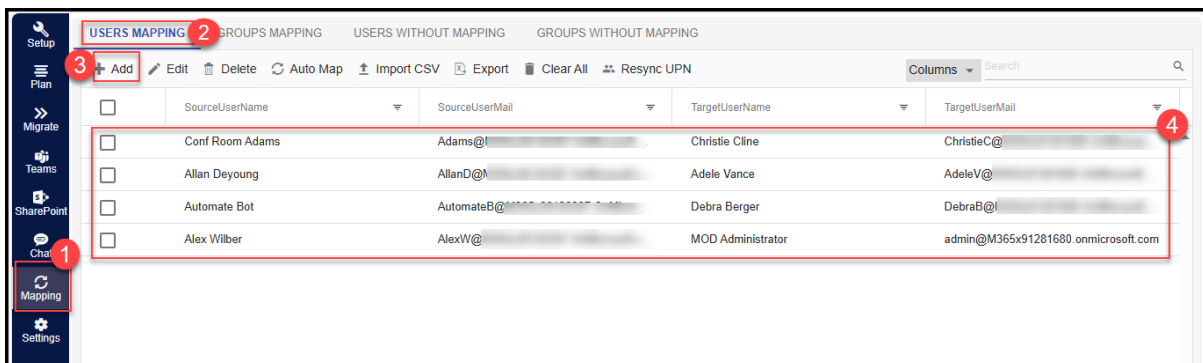 Setup
Plan
Migrate
Teams
SharePoint
Chat
Mapping
Settings
1
2
3
4
USERS MAPPING GROUPS MAPPING USERS WITHOUT MAPPING GROUPS WITHOUT MAPPING
Add Edit Delete Auto Map Import CSV Export Clear All Resync UPN Columns Search
SourceUserName SourceUserMail TargetUserName TargetUserMail
Conf Room Adams Adams@ Christie Cline ChristieC@
Allan Deyoung AllanD@ Adele Vance AdeleV@
Automate Bot AutomateB@ Debra Berger DebraB@
Alex Wilber AlexW@ MOD Administrator admin@M365x91281680.onmicrosoft.com